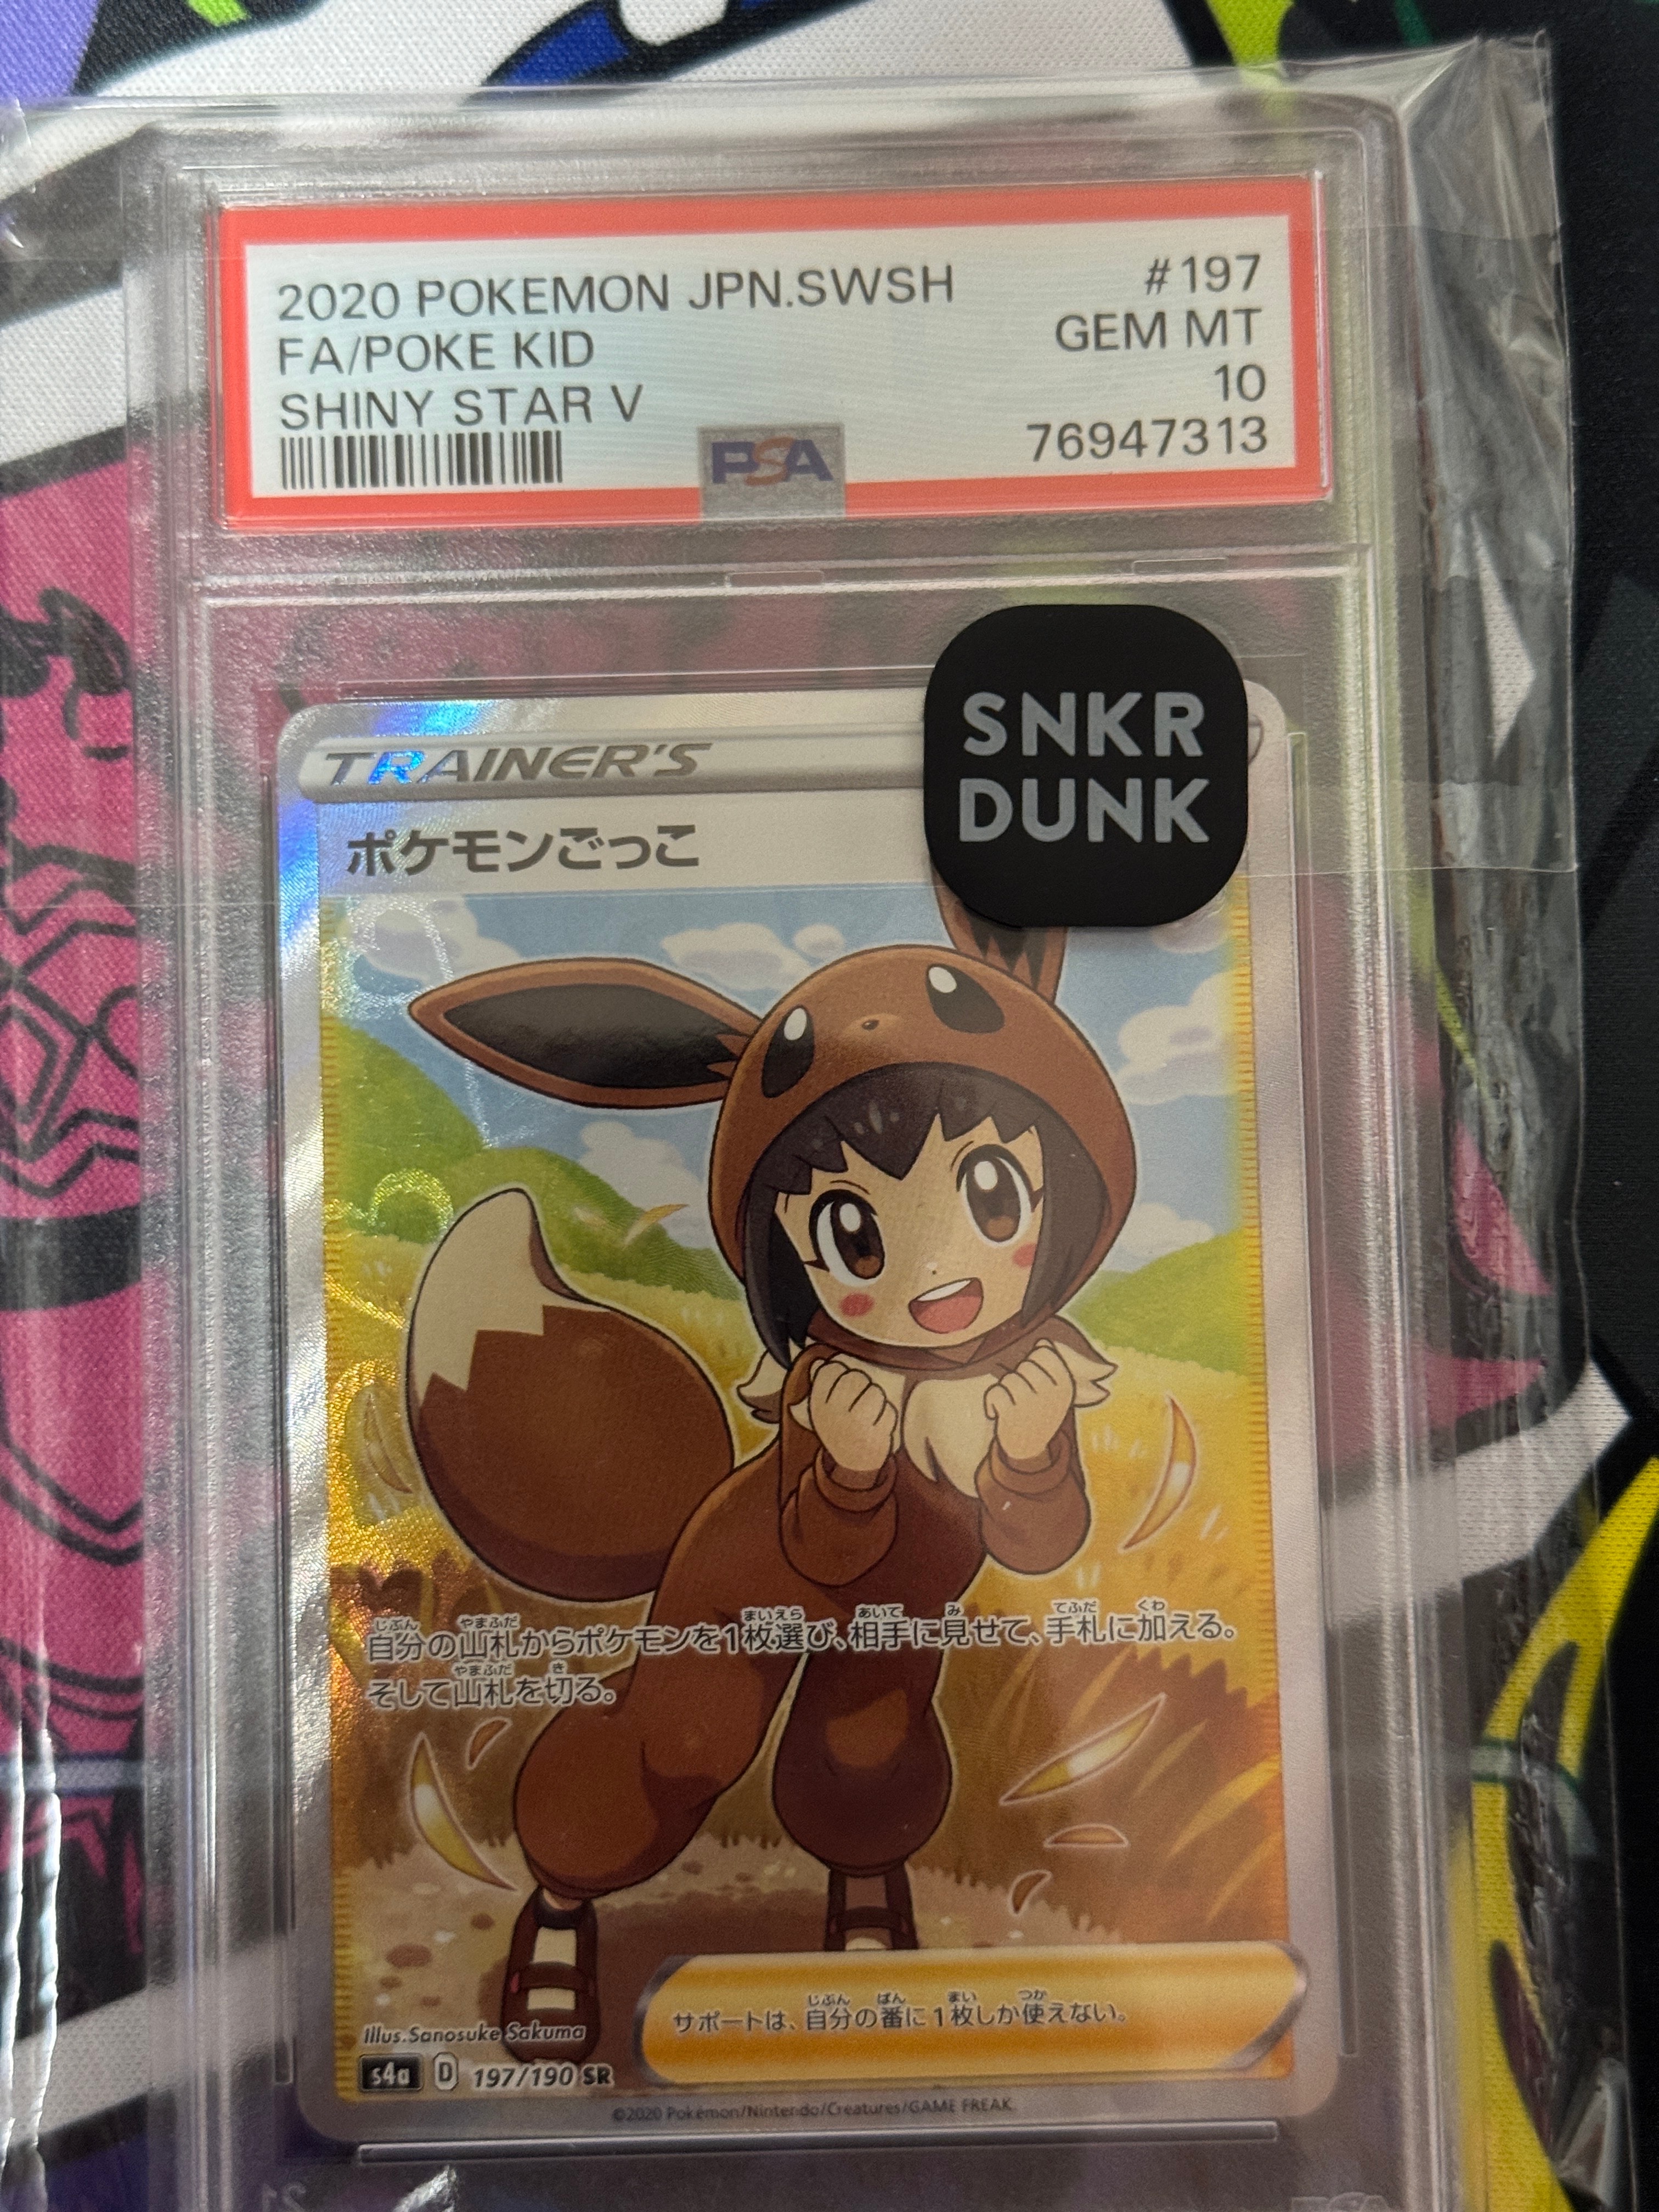 2020 POKEMON JPN.SWSH #197
FA/POKE KID GEM MT
SHINY STAR V 10
PSA 76947313
SNKR
DUNK
TRAINER'S
ポケモンごっこ
自分の山札からポケモンを1枚選び、相手に見せて、手札に加える。
そして山札を切る。
サポートは、自分の番に1枚しか使えない。
Illus.Sanosuke Sakuma
s4a D 197/190 SR
©2020 Pokémon/Nintendo/Creatures/GAME FREAK.